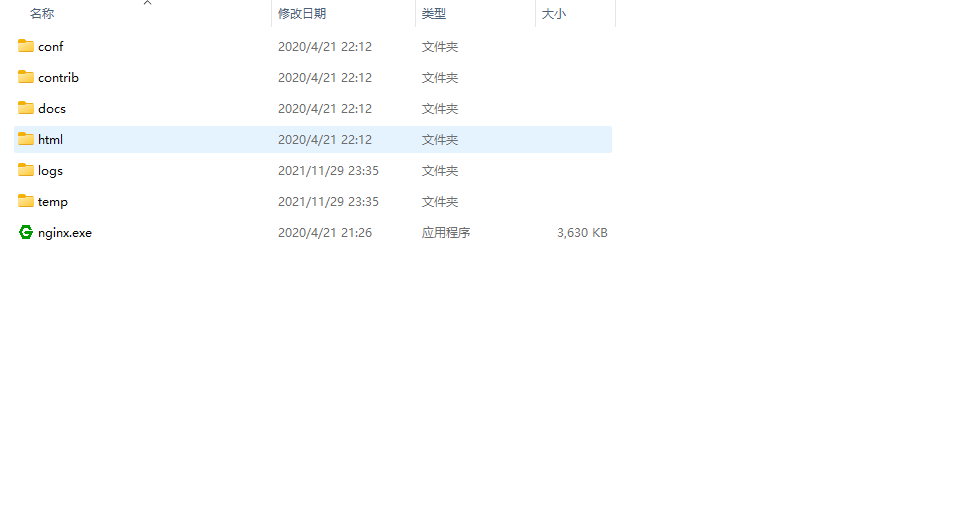 名称 修改日期 类型 大小
conf 2020/4/21 22:12 文件夹
contrib 2020/4/21 22:12 文件夹
docs 2020/4/21 22:12 文件夹
html 2020/4/21 22:12 文件夹
logs 2021/11/29 23:35 文件夹
temp 2021/11/29 23:35 文件夹
nginx.exe 2020/4/21 21:26 应用程序 3,630 KB